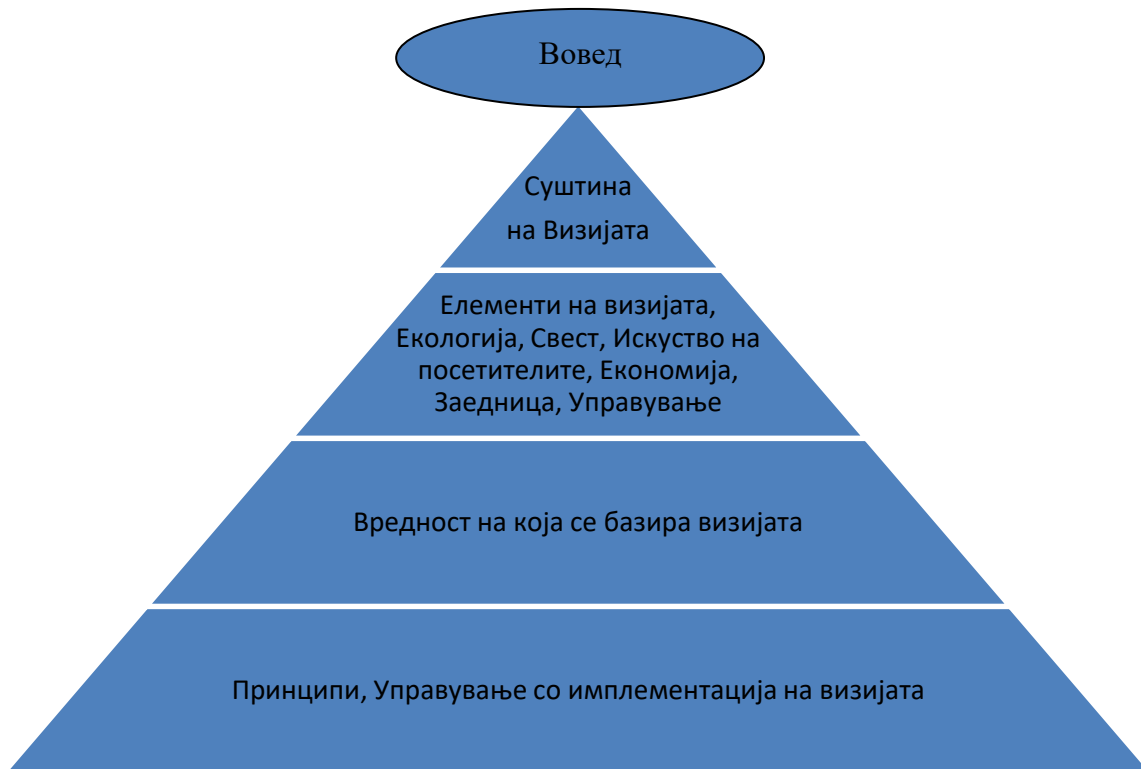 Вовед
Суштина
на Визијата
Елементи на визијата,
Екологија, Свест, Искуство на
посетителите, Економија,
Заедница, Управување
Вредност на која се базира визијата
Принципи, Управување со имплементација на визијата